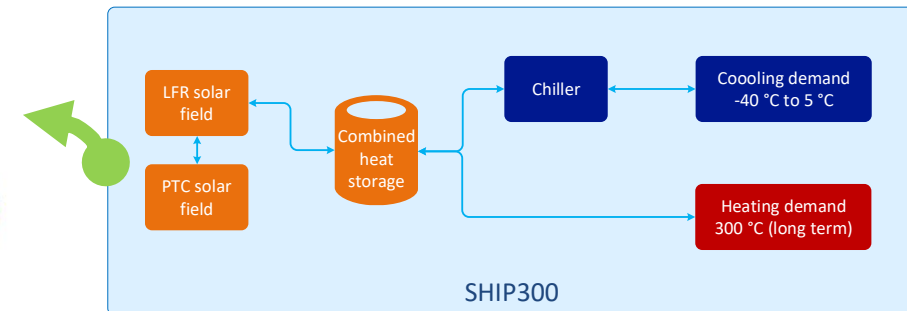 LFR solar
field
PTC solar
field
Combined
heat
storage
Chiller
Coooling demand
-40 °C to 5 °C
Heating demand
300 °C (long term)
SHIP300